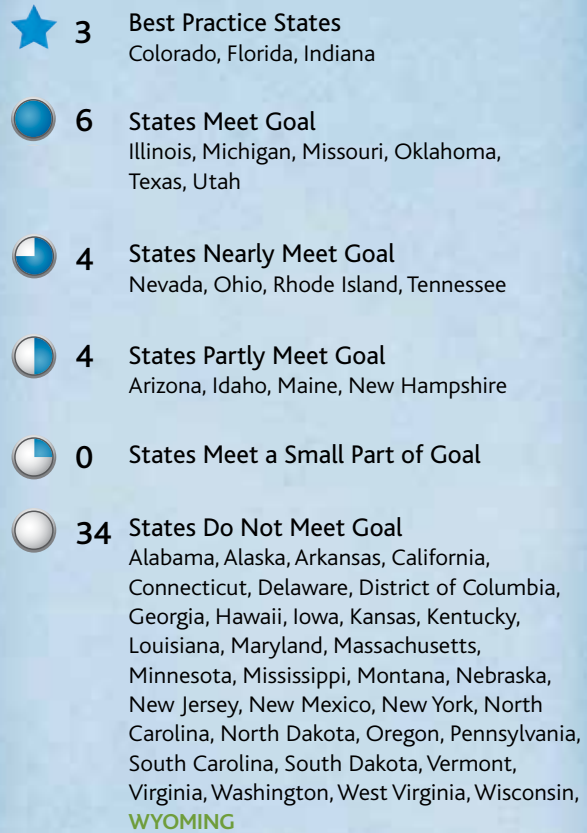 3 Best Practice States
Colorado, Florida, Indiana
6 States Meet Goal
Illinois, Michigan, Missouri, Oklahoma,
Texas, Utah
4 States Nearly Meet Goal
Nevada, Ohio, Rhode Island, Tennessee
4 States Partly Meet Goal
Arizona, Idaho, Maine, New Hampshire
0 States Meet a Small Part of Goal
34 States Do Not Meet Goal
Alabama, Alaska, Arkansas, California,
Connecticut, Delaware, District of Columbia,
Georgia, Hawaii, Iowa, Kansas, Kentucky,
Louisiana, Maryland, Massachusetts,
Minnesota, Mississippi, Montana, Nebraska,
New Jersey, New Mexico, New York, North
Carolina, North Dakota, Oregon, Pennsylvania,
South Carolina, South Dakota, Vermont,
Virginia, Washington, West Virginia, Wisconsin,
WYOMING